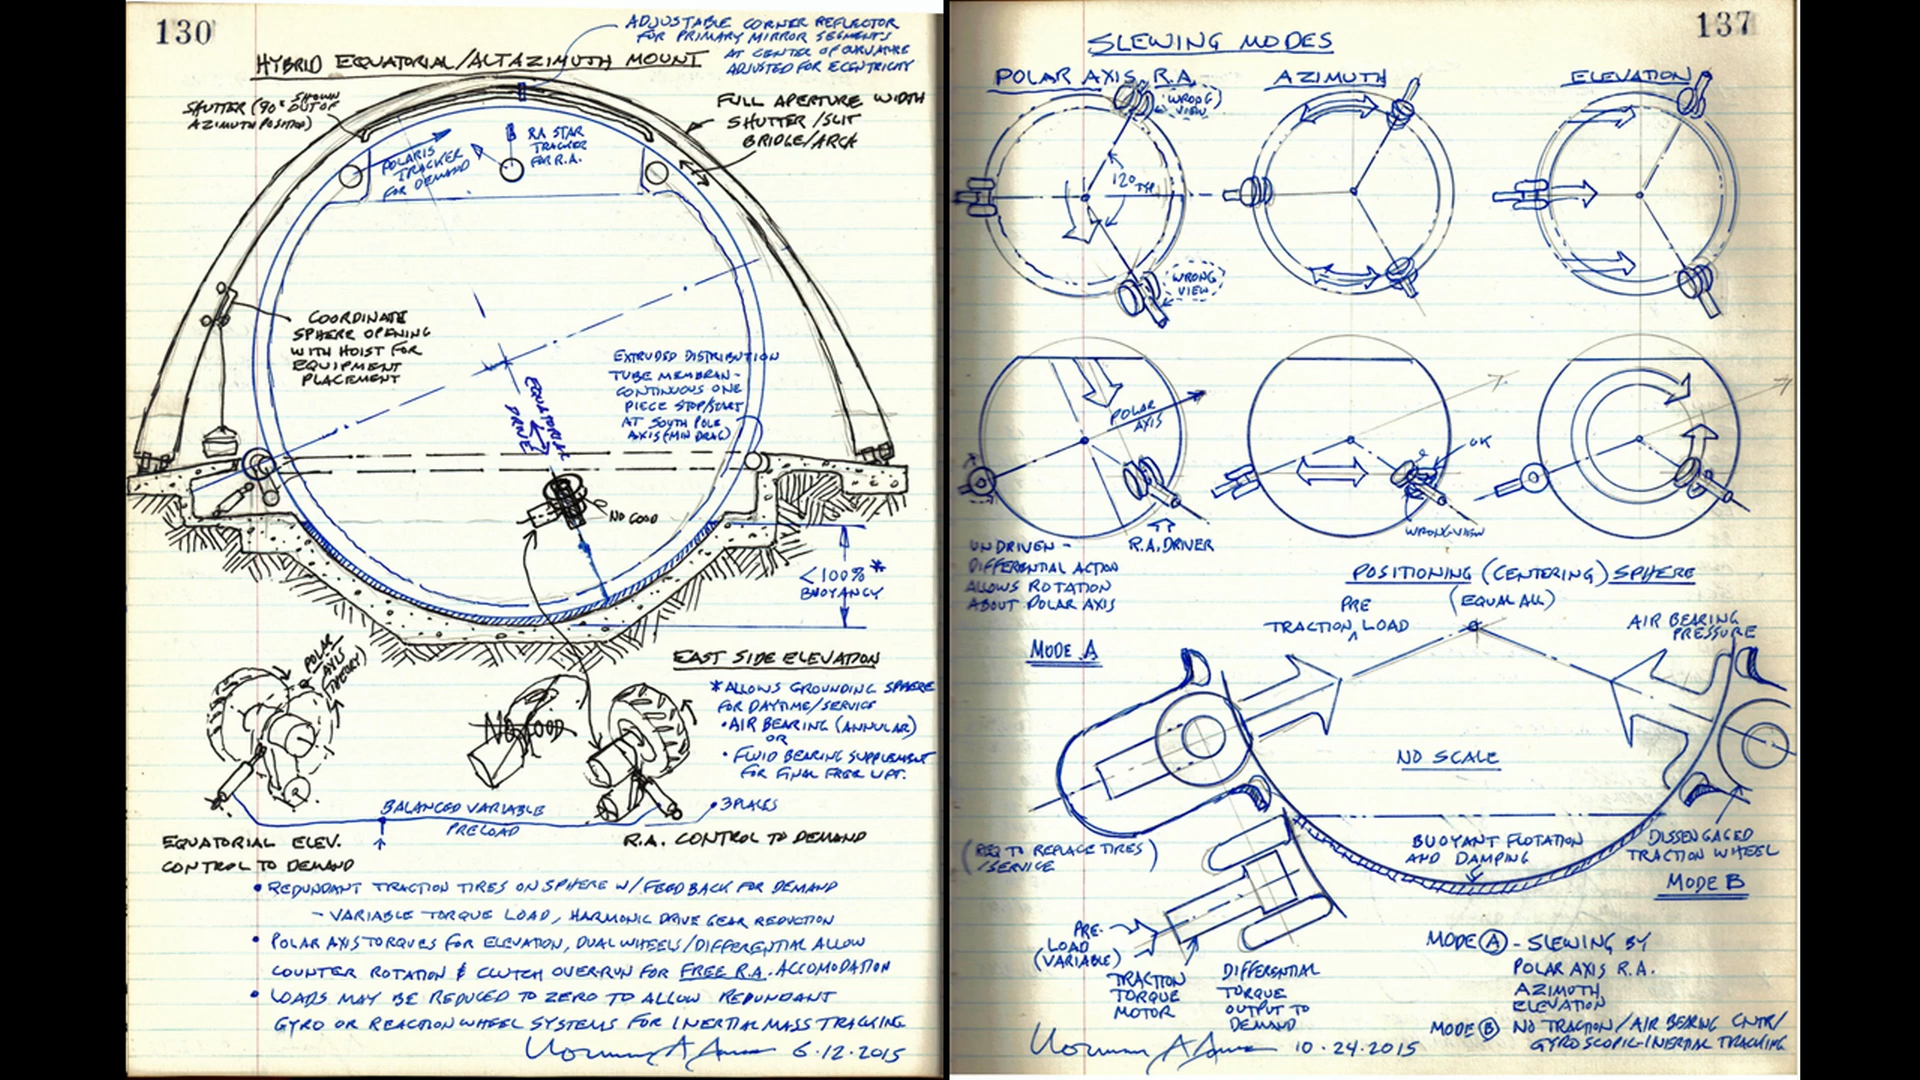 130
HYBRID EQUATORIAL/ALTAZIMUTH MOUNT
ADJUSTABLE CORNER REFLECTOR
FOR PRIMARY MIRROR SEGMENTS
AT CENTER OF CURVATURE
ADJUSTED FOR ECENTRICITY
SHUTTER (90° OUT OF
SHOWN
AZIMUTH POSITION)
FULL APERTURE WIDTH
SHUTTER/SLIT
BRIDLE/ARCH
POLARIS
TRACKER
FOR DEMAND
RA STAR
TRACKER
FOR R.A.
COORDINATE
SPHERE OPENING
WITH HOIST FOR
EQUIPMENT
PLACEMENT
EXTRUDED DISTRIBUTION
TUBE MEMBRAN-
CONTINUOUS ONE
PIECE STOP/START
AT SOUTH POLE
AXIS (MIN DRAG)
EQUATORIAL
DRIVE
NO GOOD
<100% *
BUOYANCY
POLAR
AXIS
THEORY)
EAST SIDE ELEVATION
*ALLOWS GROUNDING SPHERE
FOR DAYTIME/SERVICE
• AIR BEARING (ANNULAR)
OR
• FLUID BEARING SUPPLEMENT
FOR FINAL FREE LIFT.
NO GOOD
BALANCED VARIABLE
PRELOAD
3 PLACES
EQUATORIAL ELEV.
CONTROL TO DEMAND
R.A. CONTROL TO DEMAND
• REDUNDANT TRACTION TIRES ON SPHERE W/FEEDBACK FOR DEMAND
- VARIABLE TORQUE LOAD, HARMONIC DRIVE GEAR REDUCTION
• POLAR AXIS TORQUES FOR ELEVATION, DUAL WHEELS/DIFFERENTIAL ALLOW
COUNTER ROTATION & CLUTCH OVER-RUN FOR FREE R.A. ACCOMODATION
• LOADS MAY BE REDUCED TO ZERO TO ALLOW REDUNDANT
GYRO OR REACTION WHEEL SYSTEMS FOR INERTIAL MASS TRACKING
6.12.2015
137
SLEWING MODES
POLAR AXIS, R.A.
AZIMUTH
ELEVATION
(WRONG)
VIEW
120 TYP
WRONG
VIEW
POLAR
AXIS
OK
WRONG VIEW
R.A. DRIVER
UNDRIVEN -
DIFFERENTIAL ACTION
ALLOWS ROTATION
ABOUT POLAR AXIS
POSITIONING (CENTERING) SPHERE
(EQUAL ALL)
PRE
TRACTION LOAD
AIR BEARING
PRESSURE
MODE A
NO SCALE
BUOYANT FLOTATION
AND DAMPING
DISSENGAGED
TRACTION WHEEL
MODE B
(REQ TO REPLACE TIRES)
/SERVICE
PRE-
LOAD
(VARIABLE)
TRACTION
TORQUE
MOTOR
DIFFERENTIAL
TORQUE
OUTPUT TO
DEMAND
MODE (A) - SLEWING BY
POLAR AXIS R.A.
AZIMUTH
ELEVATION
MODE (B) NO TRACTION/AIR BEARING CNTR/
GYROSCOPIC-INERTIAL TRACKING
10.24.2015